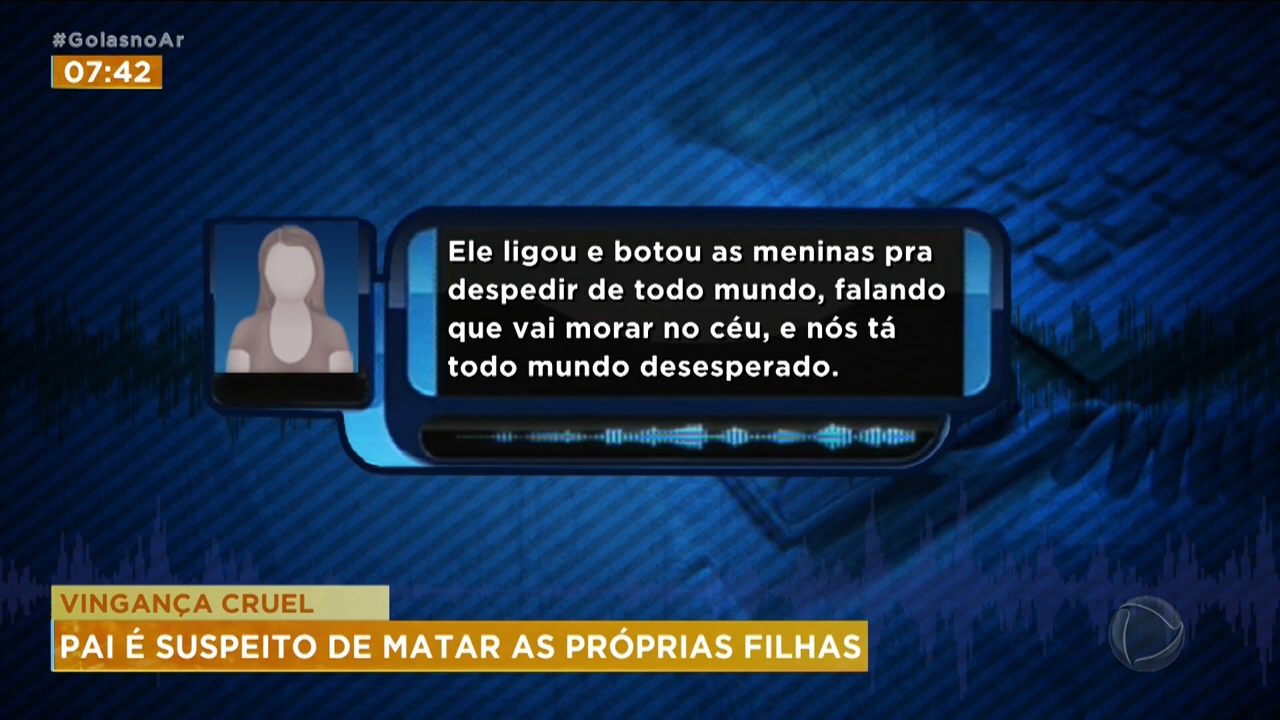 #GoIasnoAr
07:42
Ele ligou e botou as meninas pra
despedir de todo mundo, falando
que vai morar no céu, e nós tá
todo mundo desesperado.
VINGANÇA CRUEL
PAI É SUSPEITO DE MATAR AS PRÓPRIAS FILHAS